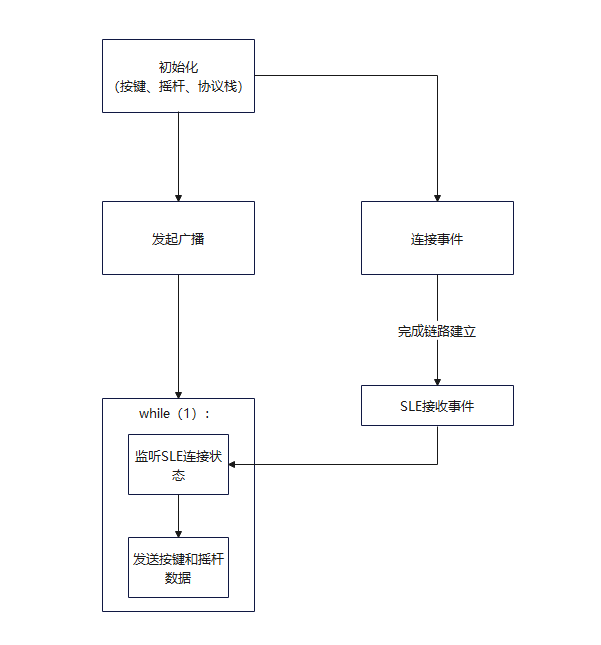 初始化
（按键、摇杆、协议栈）
发起广播
连接事件
完成链路建立
SLE接收事件
while（1）:
监听SLE连接状
态
发送按键和摇杆
数据